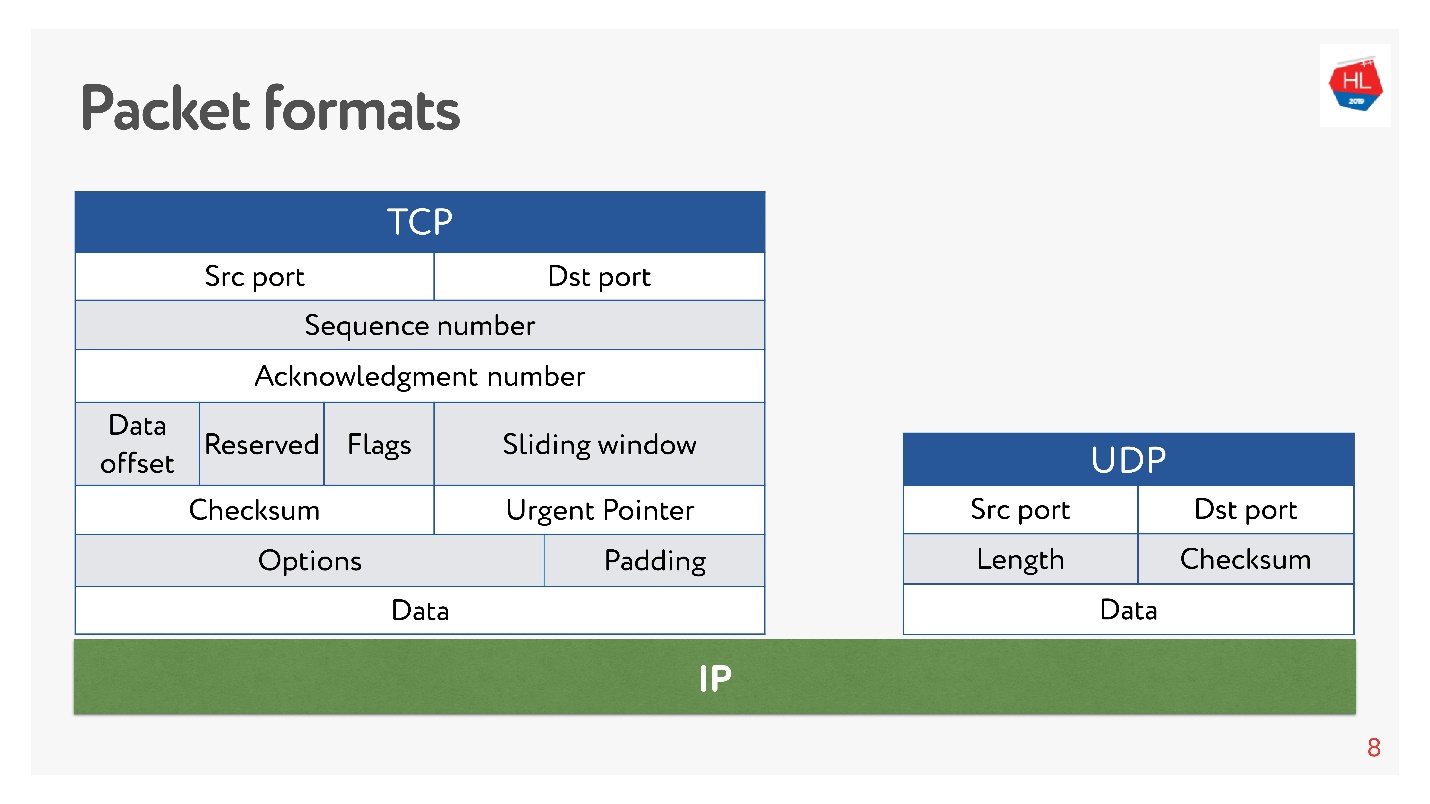 Packet formats
HL
2019
TCP
Src port
Dst port
Sequence number
Acknowledgment number
Data
offset
Reserved
Flags
Sliding window
Checksum
Urgent Pointer
Options
Padding
Data
UDP
Src port
Dst port
Length
Checksum
Data
IP
8